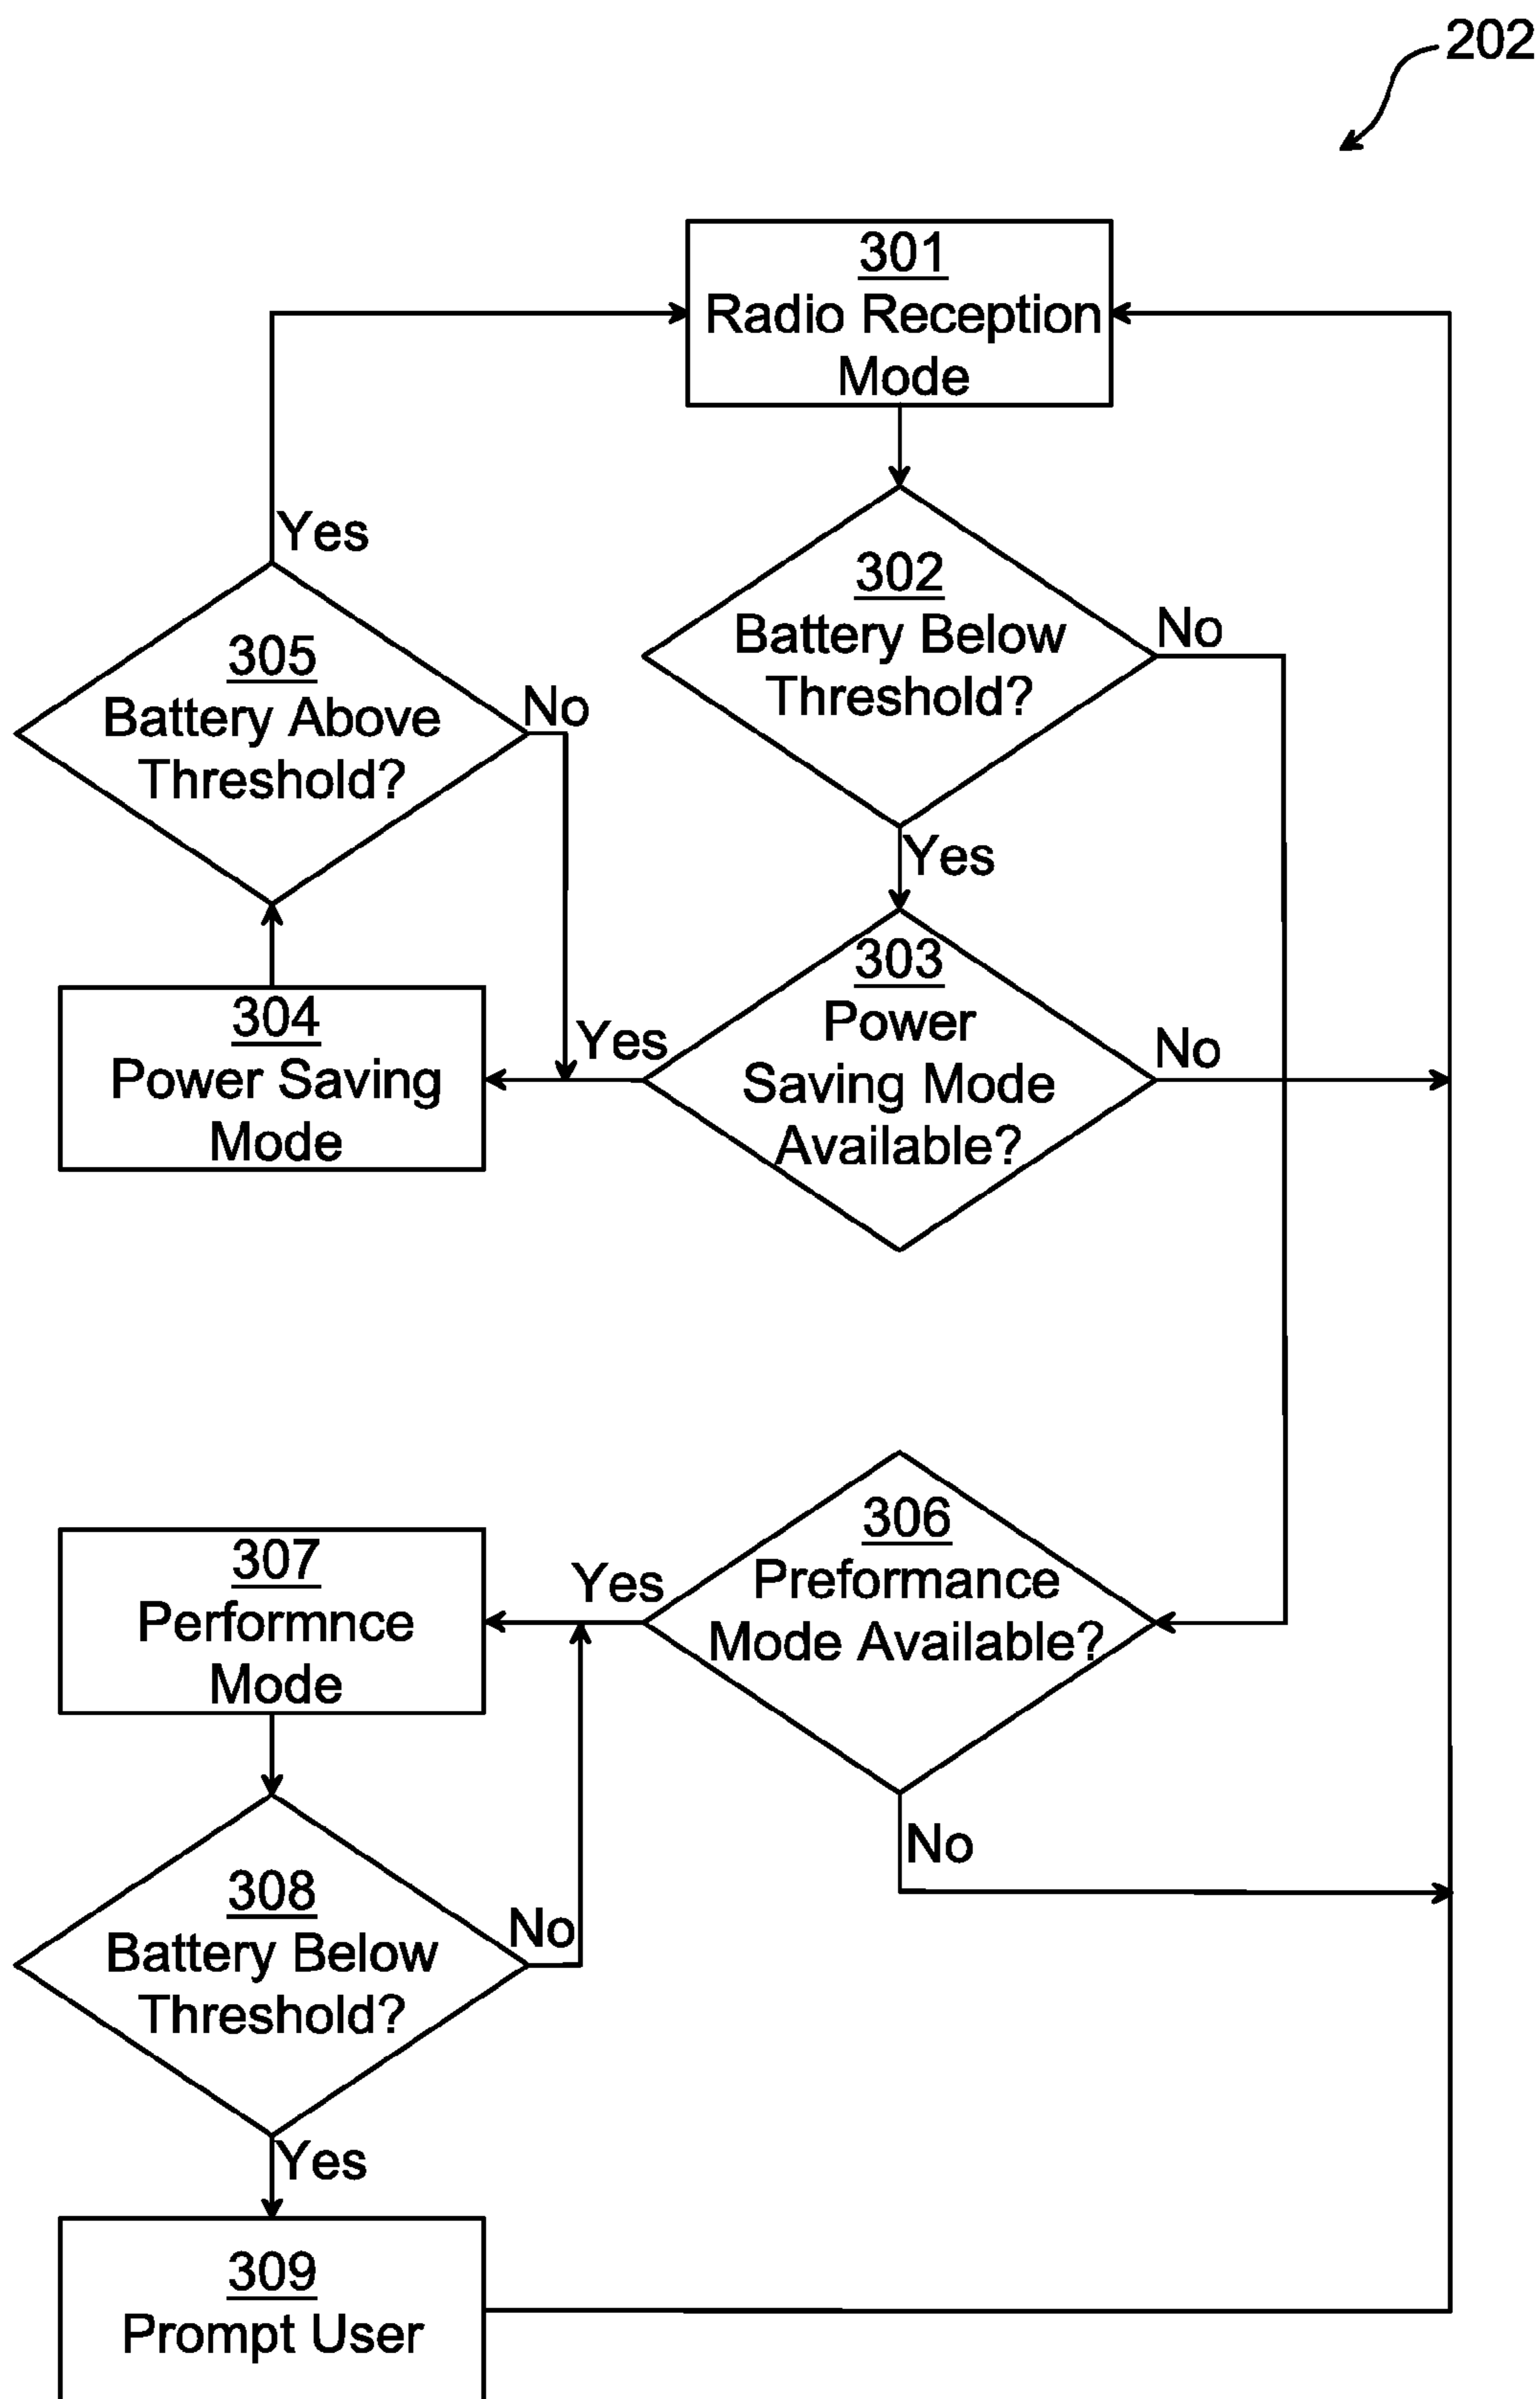 202
301
Radio Reception
Mode
302
Battery Below
Threshold?
No
Yes
305
Battery Above
Threshold?
Yes
No
303
Power
Saving Mode
Available?
Yes
No
304
Power Saving
Mode
306
Preformance
Mode Available?
Yes
No
307
Performnce
Mode
308
Battery Below
Threshold?
No
Yes
309
Prompt User